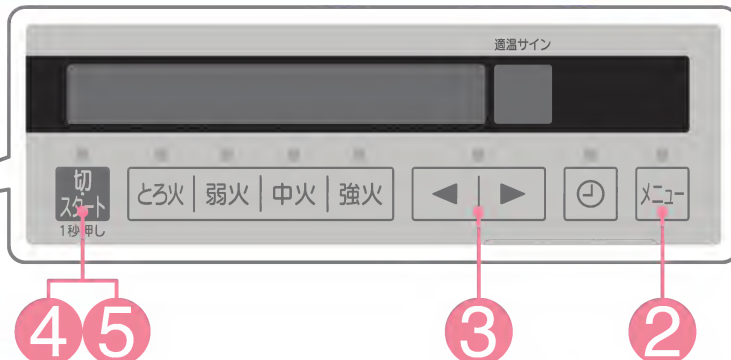 適温サイン
切
スタート
1秒押し
とろ火 弱火 中火 強火
◀ ▶
メニュー
4 5 3 2